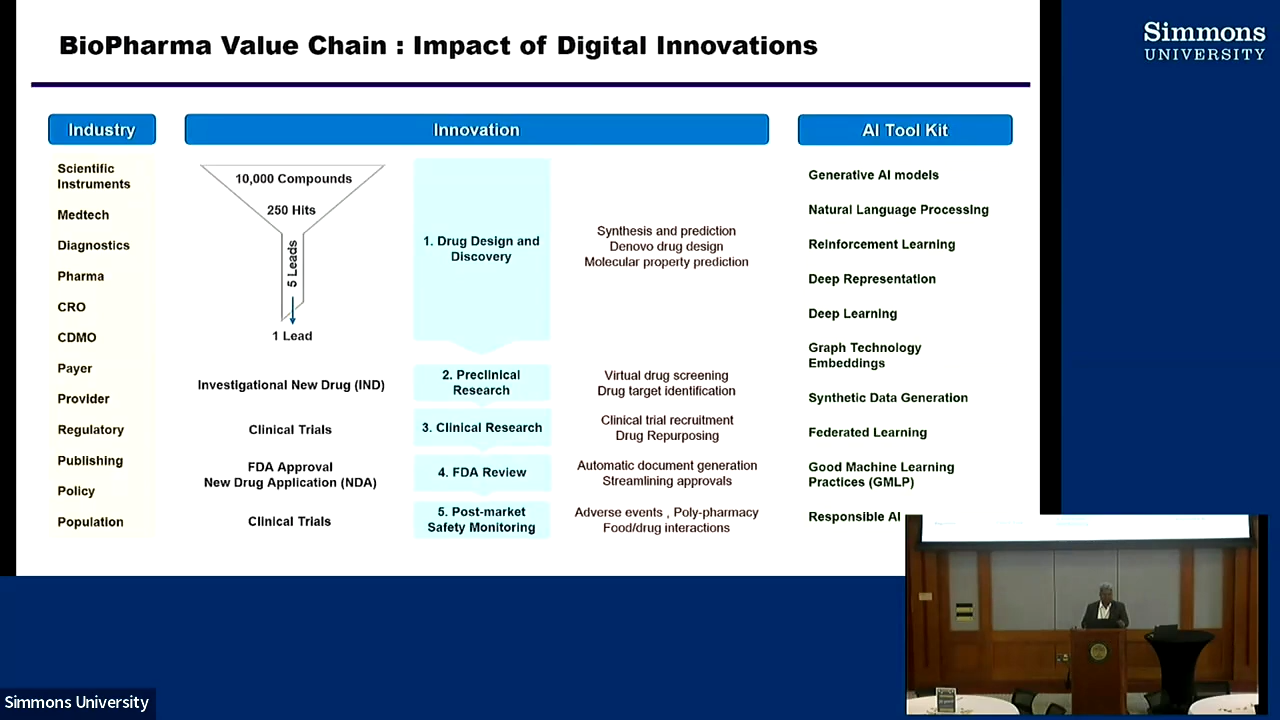 BioPharma Value Chain : Impact of Digital Innovations
Simmons
UNIVERSITY
Industry
Scientific
Instruments
Medtech
Diagnostics
Pharma
CRO
CDMO
Payer
Provider
Regulatory
Publishing
Policy
Population
Innovation
10,000 Compounds
250 Hits
5 Leads
1 Lead
1. Drug Design and
Discovery
Synthesis and prediction
Denovo drug design
Molecular property prediction
Investigational New Drug (IND)
2. Preclinical
Research
Virtual drug screening
Drug target identification
Clinical Trials
3. Clinical Research
Clinical trial recruitment
Drug Repurposing
FDA Approval
New Drug Application (NDA)
4. FDA Review
Automatic document generation
Streamlining approvals
Clinical Trials
5. Post-market
Safety Monitoring
Adverse events , Poly-pharmacy
Food/drug interactions
AI Tool Kit
Generative AI models
Natural Language Processing
Reinforcement Learning
Deep Representation
Deep Learning
Graph Technology
Embeddings
Synthetic Data Generation
Federated Learning
Good Machine Learning
Practices (GMLP)
Responsible AI
Simmons University